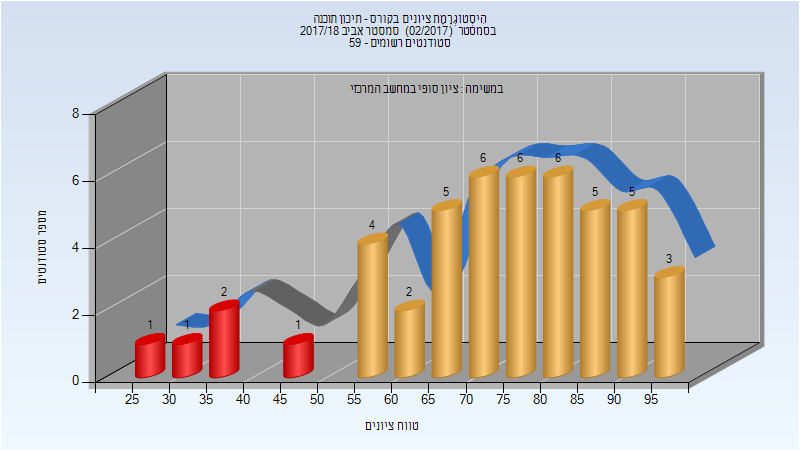 היסטוגרמת ציונים בקורס - תיכון תוכנה
בסמסטר (02/2017) סמסטר אביב 2017/18
סטודנטים רשומים - 59
במשימה : ציון סופי במחשב המרכזי
מספר סטודנטים
8
6
4
2
0
1
1
2
1
4
2
5
6
6
6
5
5
3
25 30 35 40 45 50 55 60 65 70 75 80 85 90 95
טווח ציונים